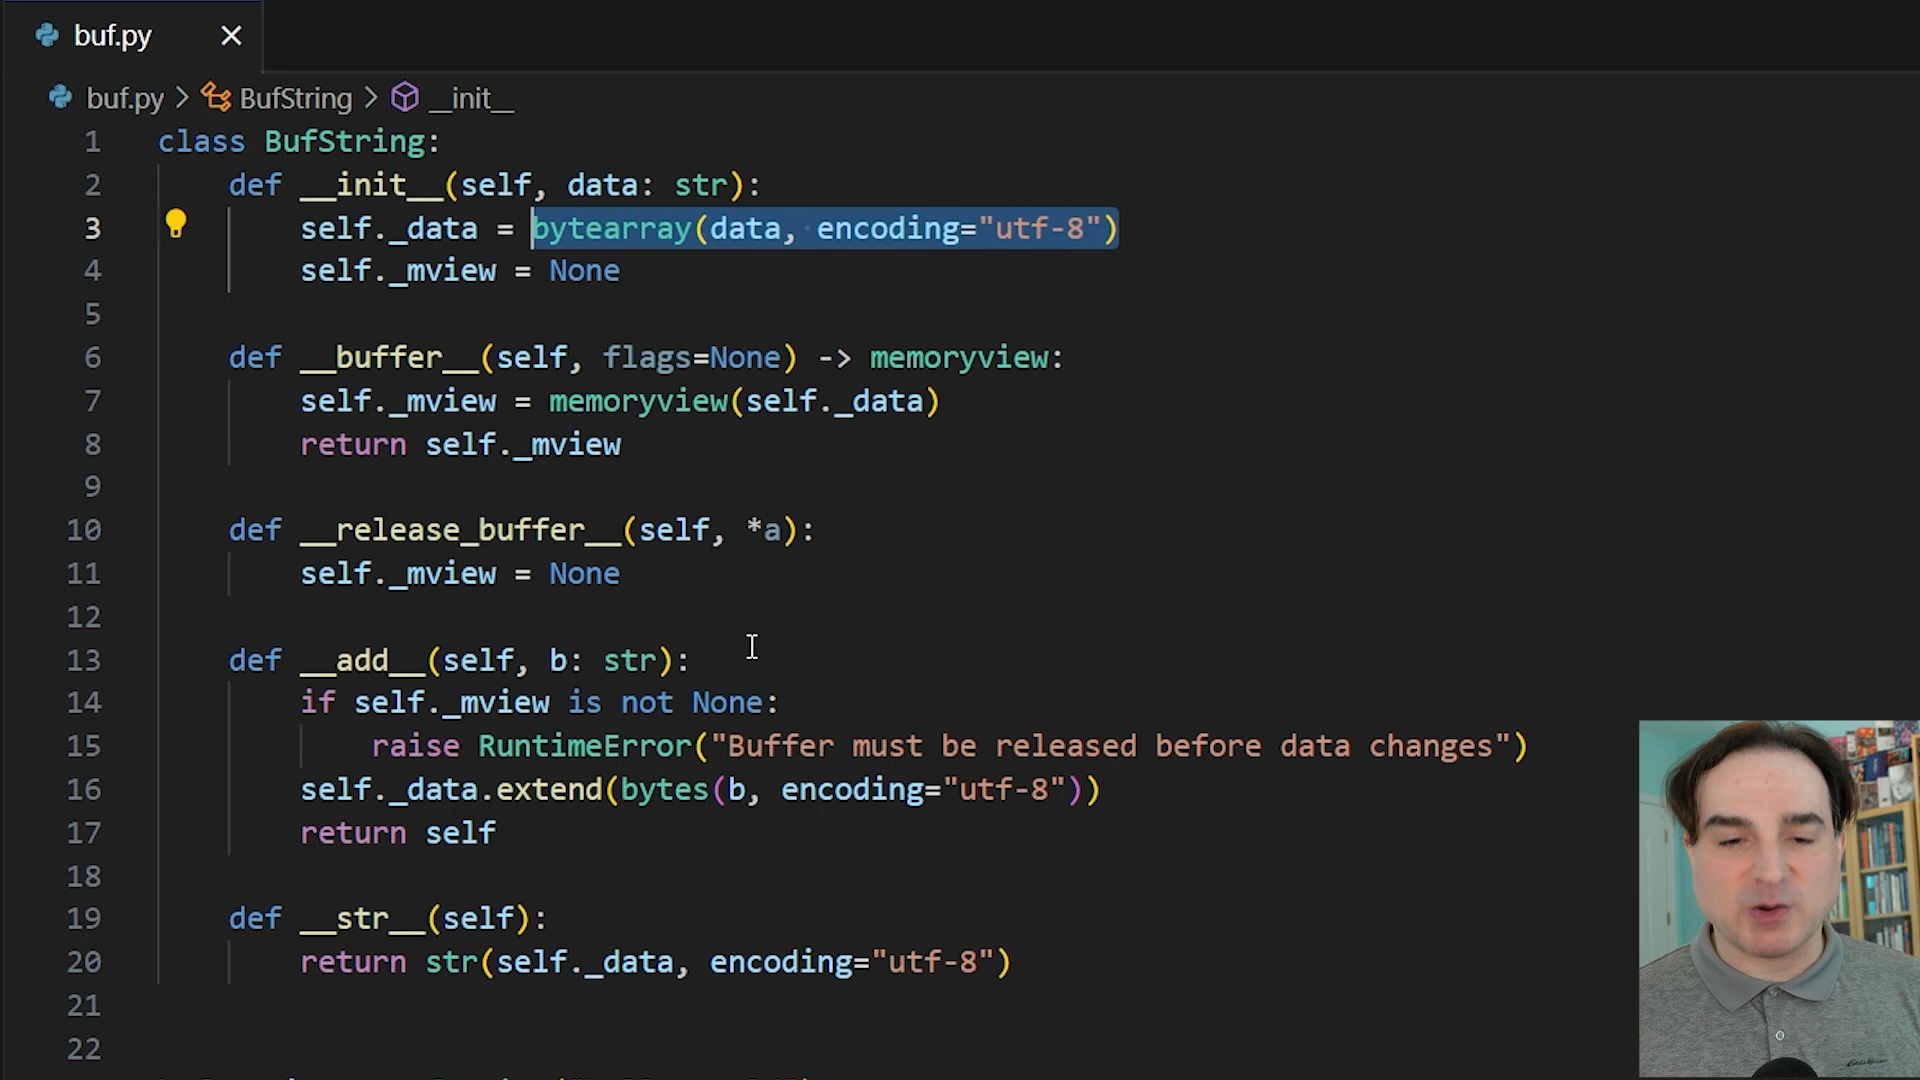 buf.py
buf.py > BufString > __init__
1 class BufString:
2 def __init__(self, data: str):
3 self._data = bytearray(data, encoding="utf-8")
4 self._mview = None
5
6 def __buffer__(self, flags=None) -> memoryview:
7 self._mview = memoryview(self._data)
8 return self._mview
9
10 def __release_buffer__(self, *a):
11 self._mview = None
12
13 def __add__(self, b: str):
14 if self._mview is not None:
15 raise RuntimeError("Buffer must be released before data changes")
16 self._data.extend(bytes(b, encoding="utf-8"))
17 return self
18
19 def __str__(self):
20 return str(self._data, encoding="utf-8")
21
22